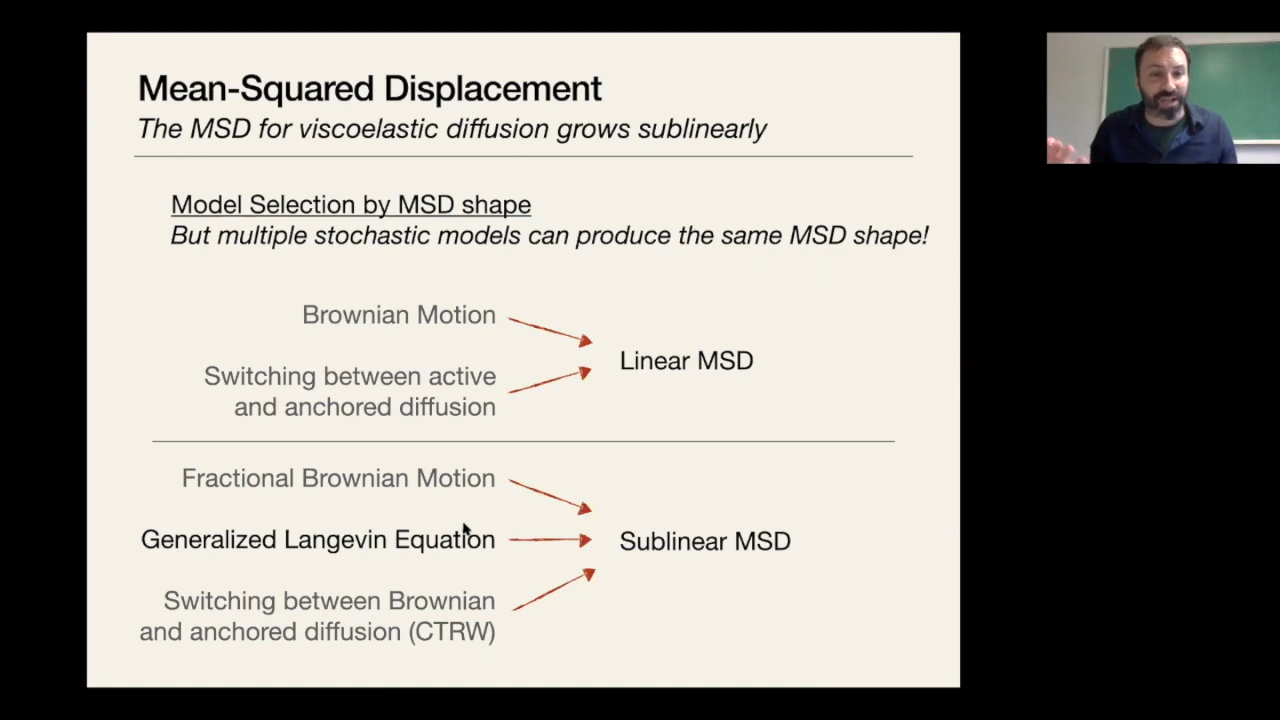 Mean-Squared Displacement
The MSD for viscoelastic diffusion grows sublinearly
Model Selection by MSD shape
But multiple stochastic models can produce the same MSD shape!
Brownian Motion
Switching between active
and anchored diffusion
Linear MSD
Fractional Brownian Motion
Generalized Langevin Equation
Switching between Brownian
and anchored diffusion (CTRW)
Sublinear MSD